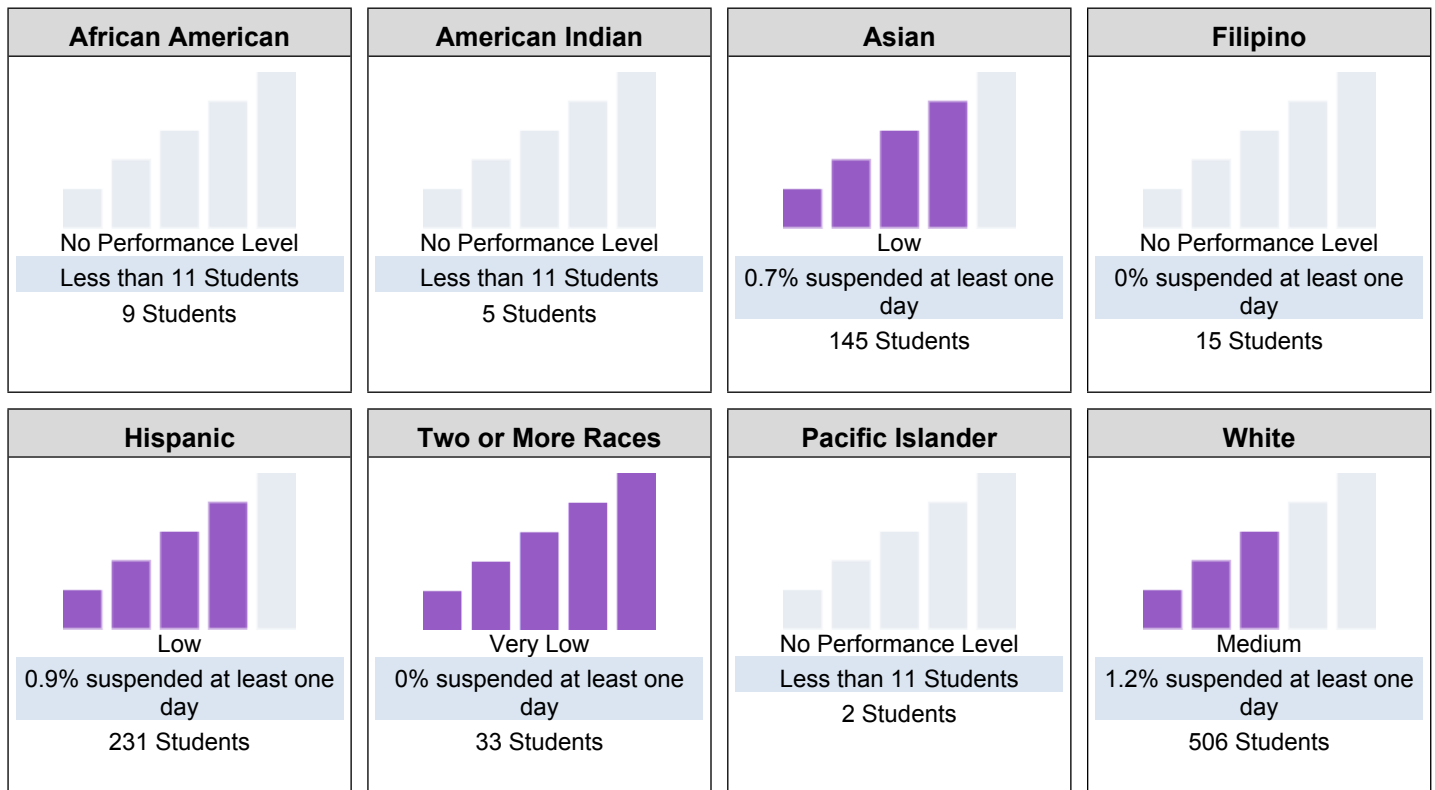 African American
No Performance Level
Less than 11 Students
9 Students
American Indian
No Performance Level
Less than 11 Students
5 Students
Asian
Low
0.7% suspended at least one
day
145 Students
Filipino
No Performance Level
0% suspended at least one
day
15 Students
Hispanic
Low
0.9% suspended at least one
day
231 Students
Two or More Races
Very Low
0% suspended at least one
day
33 Students
Pacific Islander
No Performance Level
Less than 11 Students
2 Students
White
Medium
1.2% suspended at least one
day
506 Students